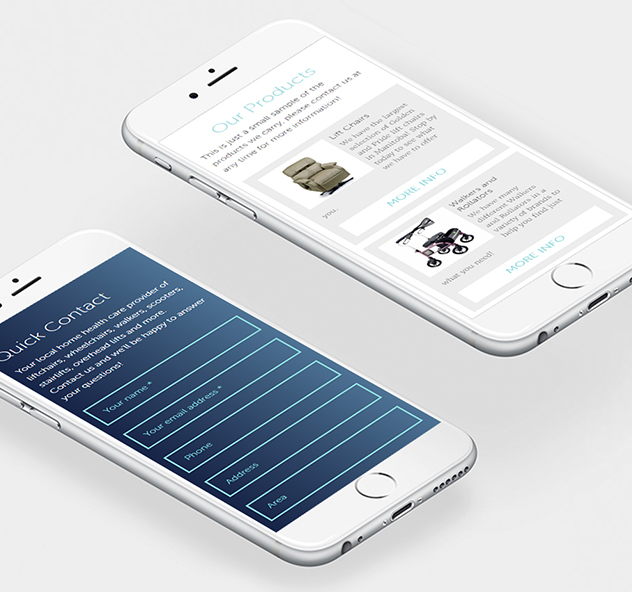 Our Products
This is just a small sample of the
products we carry, please contact us at
any time for more information!
Lift Chairs
We have the largest
selection of Golden
and Pride lift chairs
in Manitoba! Stop by
today to see what
we have to offer
you.
MORE INFO
Walkers and
Rollators
We have many
different Walkers
and Rollators in a
variety of brands to
help you find just
what you need!
MORE INFO
Quick Contact
Your local home health care provider of
liftchairs, wheelchairs, walkers, scooters,
starlifts, overhead lifts and more.
Contact us and we'll be happy to answer
your questions!
Your name *
Your email address *
Phone
Address
Area